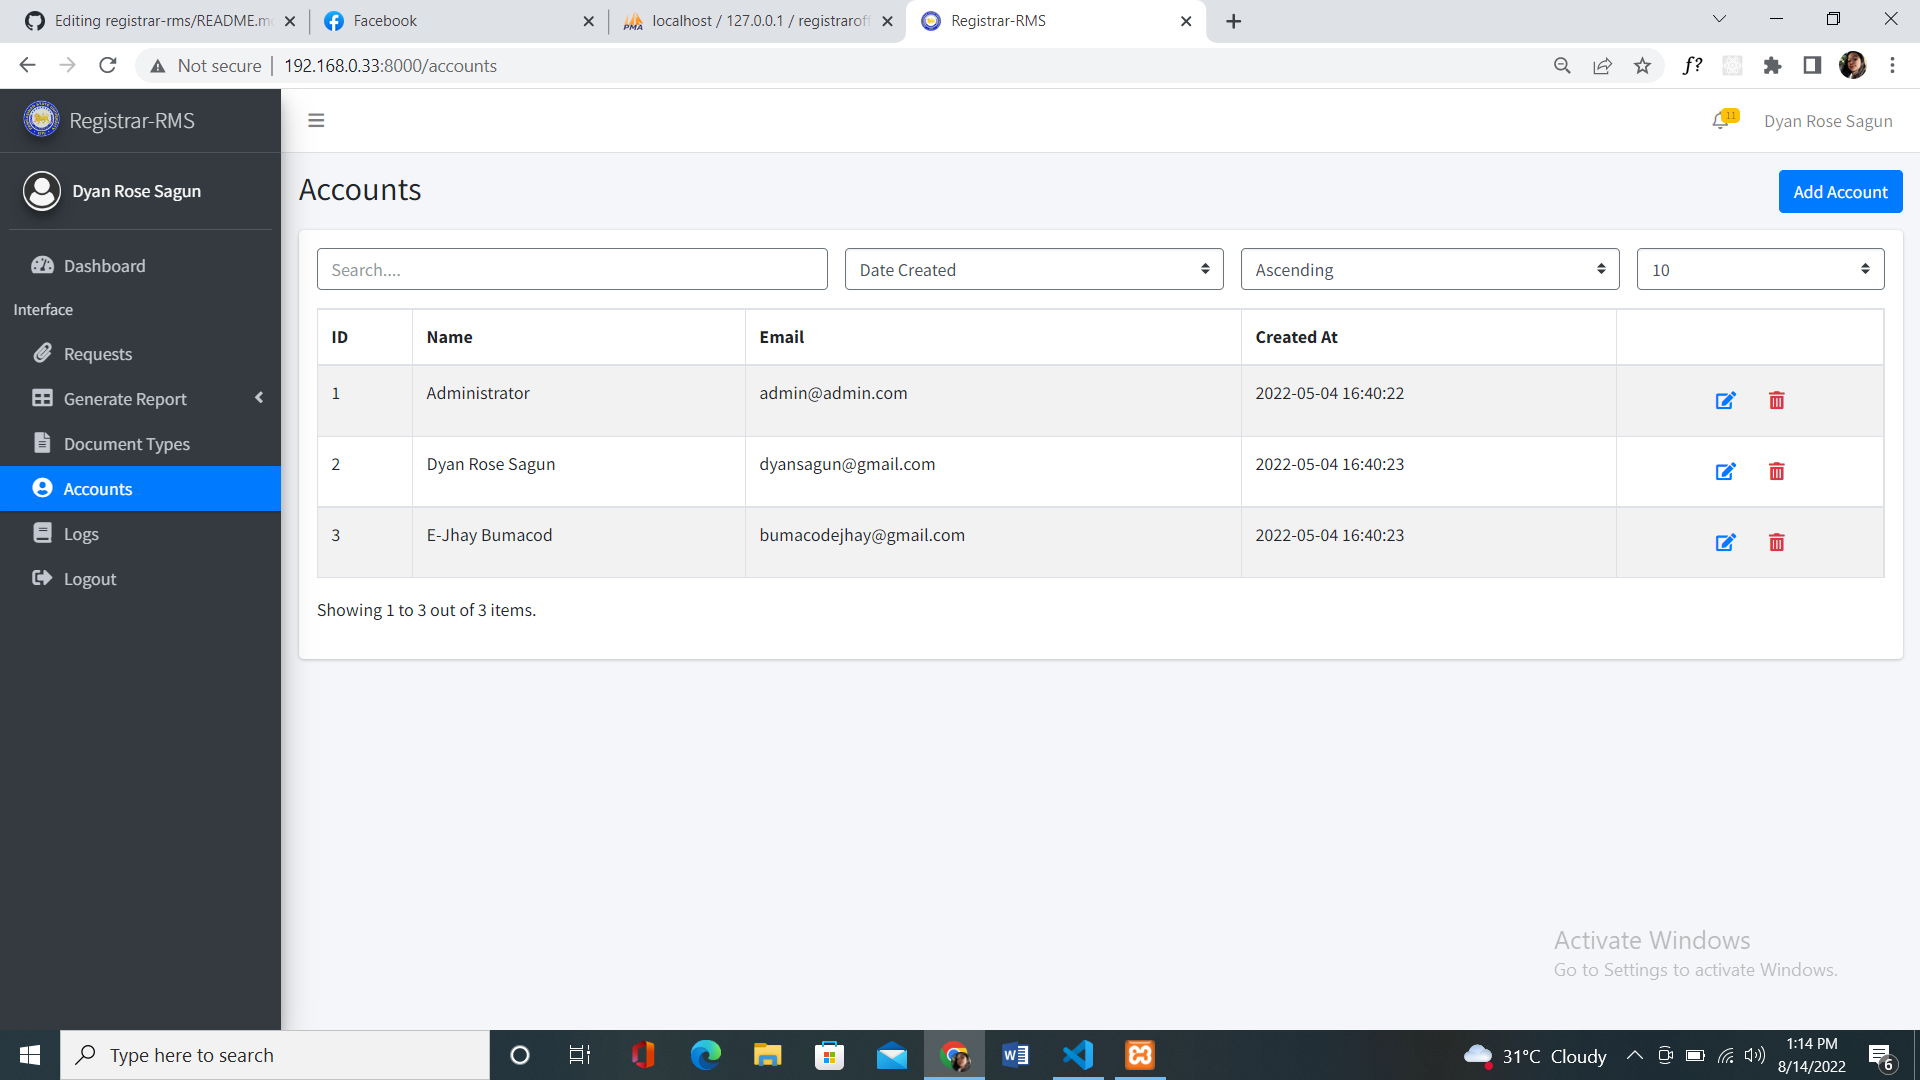 Editing registrar-rms/README.m
Facebook
localhost / 127.0.0.1 / registraroff
Registrar-RMS
Not secure
192.168.0.33:8000/accounts
f?
Registrar-RMS
11
Dyan Rose Sagun
Dyan Rose Sagun
Accounts
Add Account
Dashboard
Search....
Date Created
Ascending
10
Interface
ID
Name
Email
Created At
Requests
Generate Report
Document Types
Accounts
Logs
Logout
1
Administrator
admin@admin.com
2022-05-04 16:40:22
2
Dyan Rose Sagun
dyansagun@gmail.com
2022-05-04 16:40:23
3
E-Jhay Bumacod
bumacodejhay@gmail.com
2022-05-04 16:40:23
Showing 1 to 3 out of 3 items.
Activate Windows
Go to Settings to activate Windows.
Type here to search
31°C Cloudy
1:14 PM
8/14/2022
6